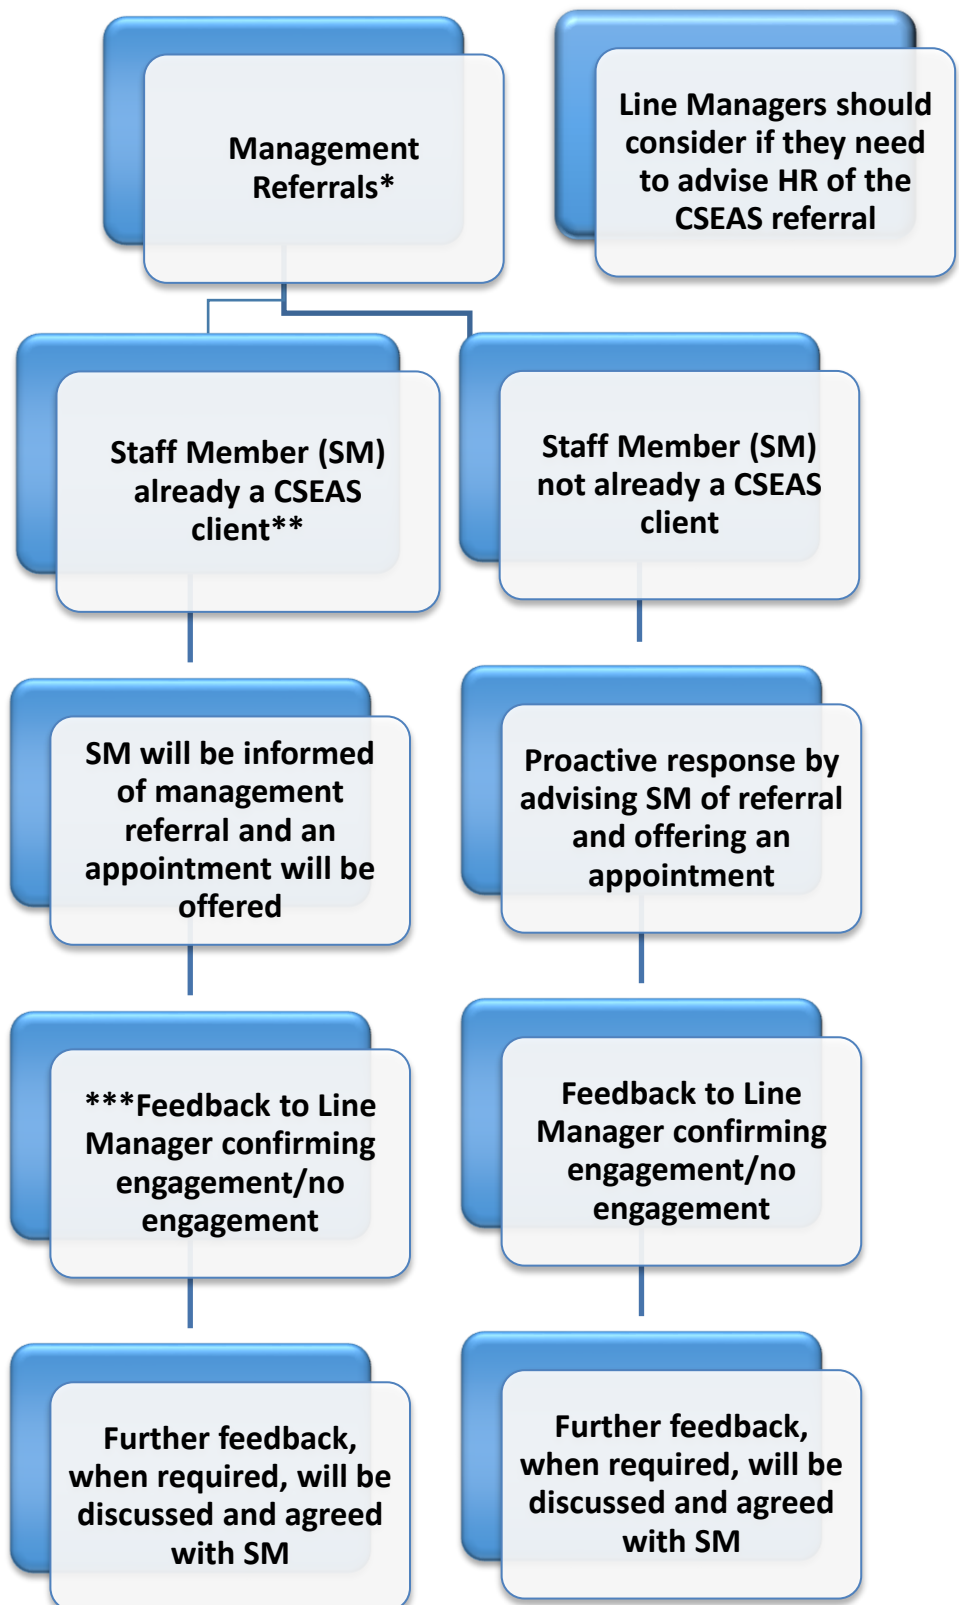 Management
Referrals*
Line Managers should
consider if they need
to advise HR of the
CSEAS referral
Staff Member (SM)
already a CSEAS
client**
Staff Member (SM)
not already a CSEAS
client
SM will be informed
of management
referral and an
appointment will be
offered
Proactive response by
advising SM of referral
and offering an
appointment
***Feedback to Line
Manager confirming
engagement/no
engagement
Feedback to Line
Manager confirming
engagement/no
engagement
Further feedback,
when required, will be
discussed and agreed
with SM
Further feedback,
when required, will be
discussed and agreed
with SM